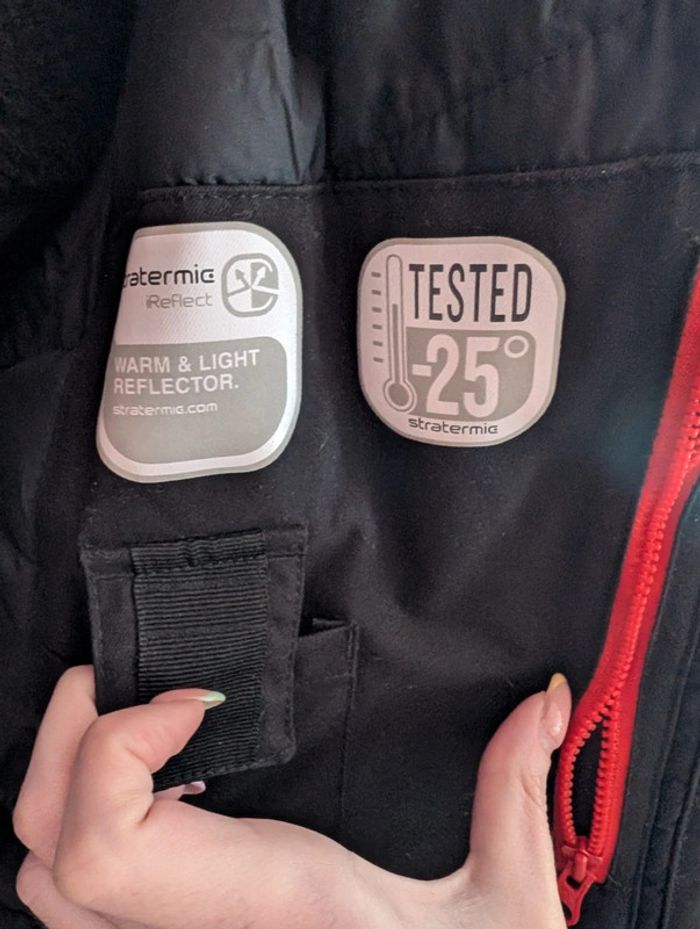 stratermic
iReflect
WARM & LIGHT
REFLECTOR.
stratermic.com
TESTED
-25°
stratermic